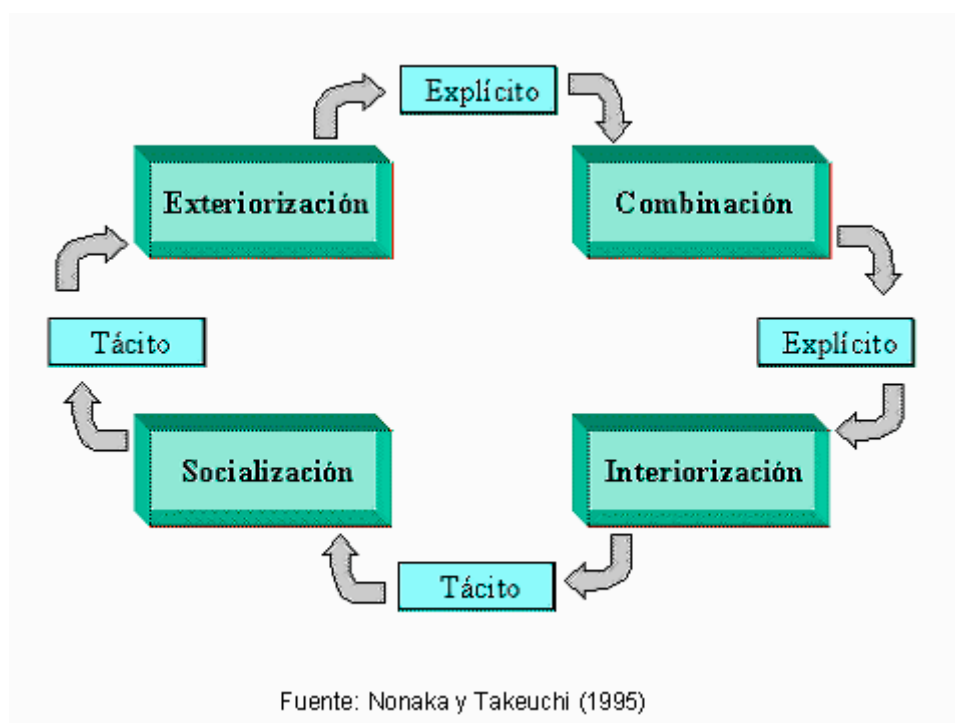 Explícito
Exteriorización
Combinación
Tácito
Explícito
Socialización
Interiorización
Tácito
Fuente: Nonaka y Takeuchi (1995)